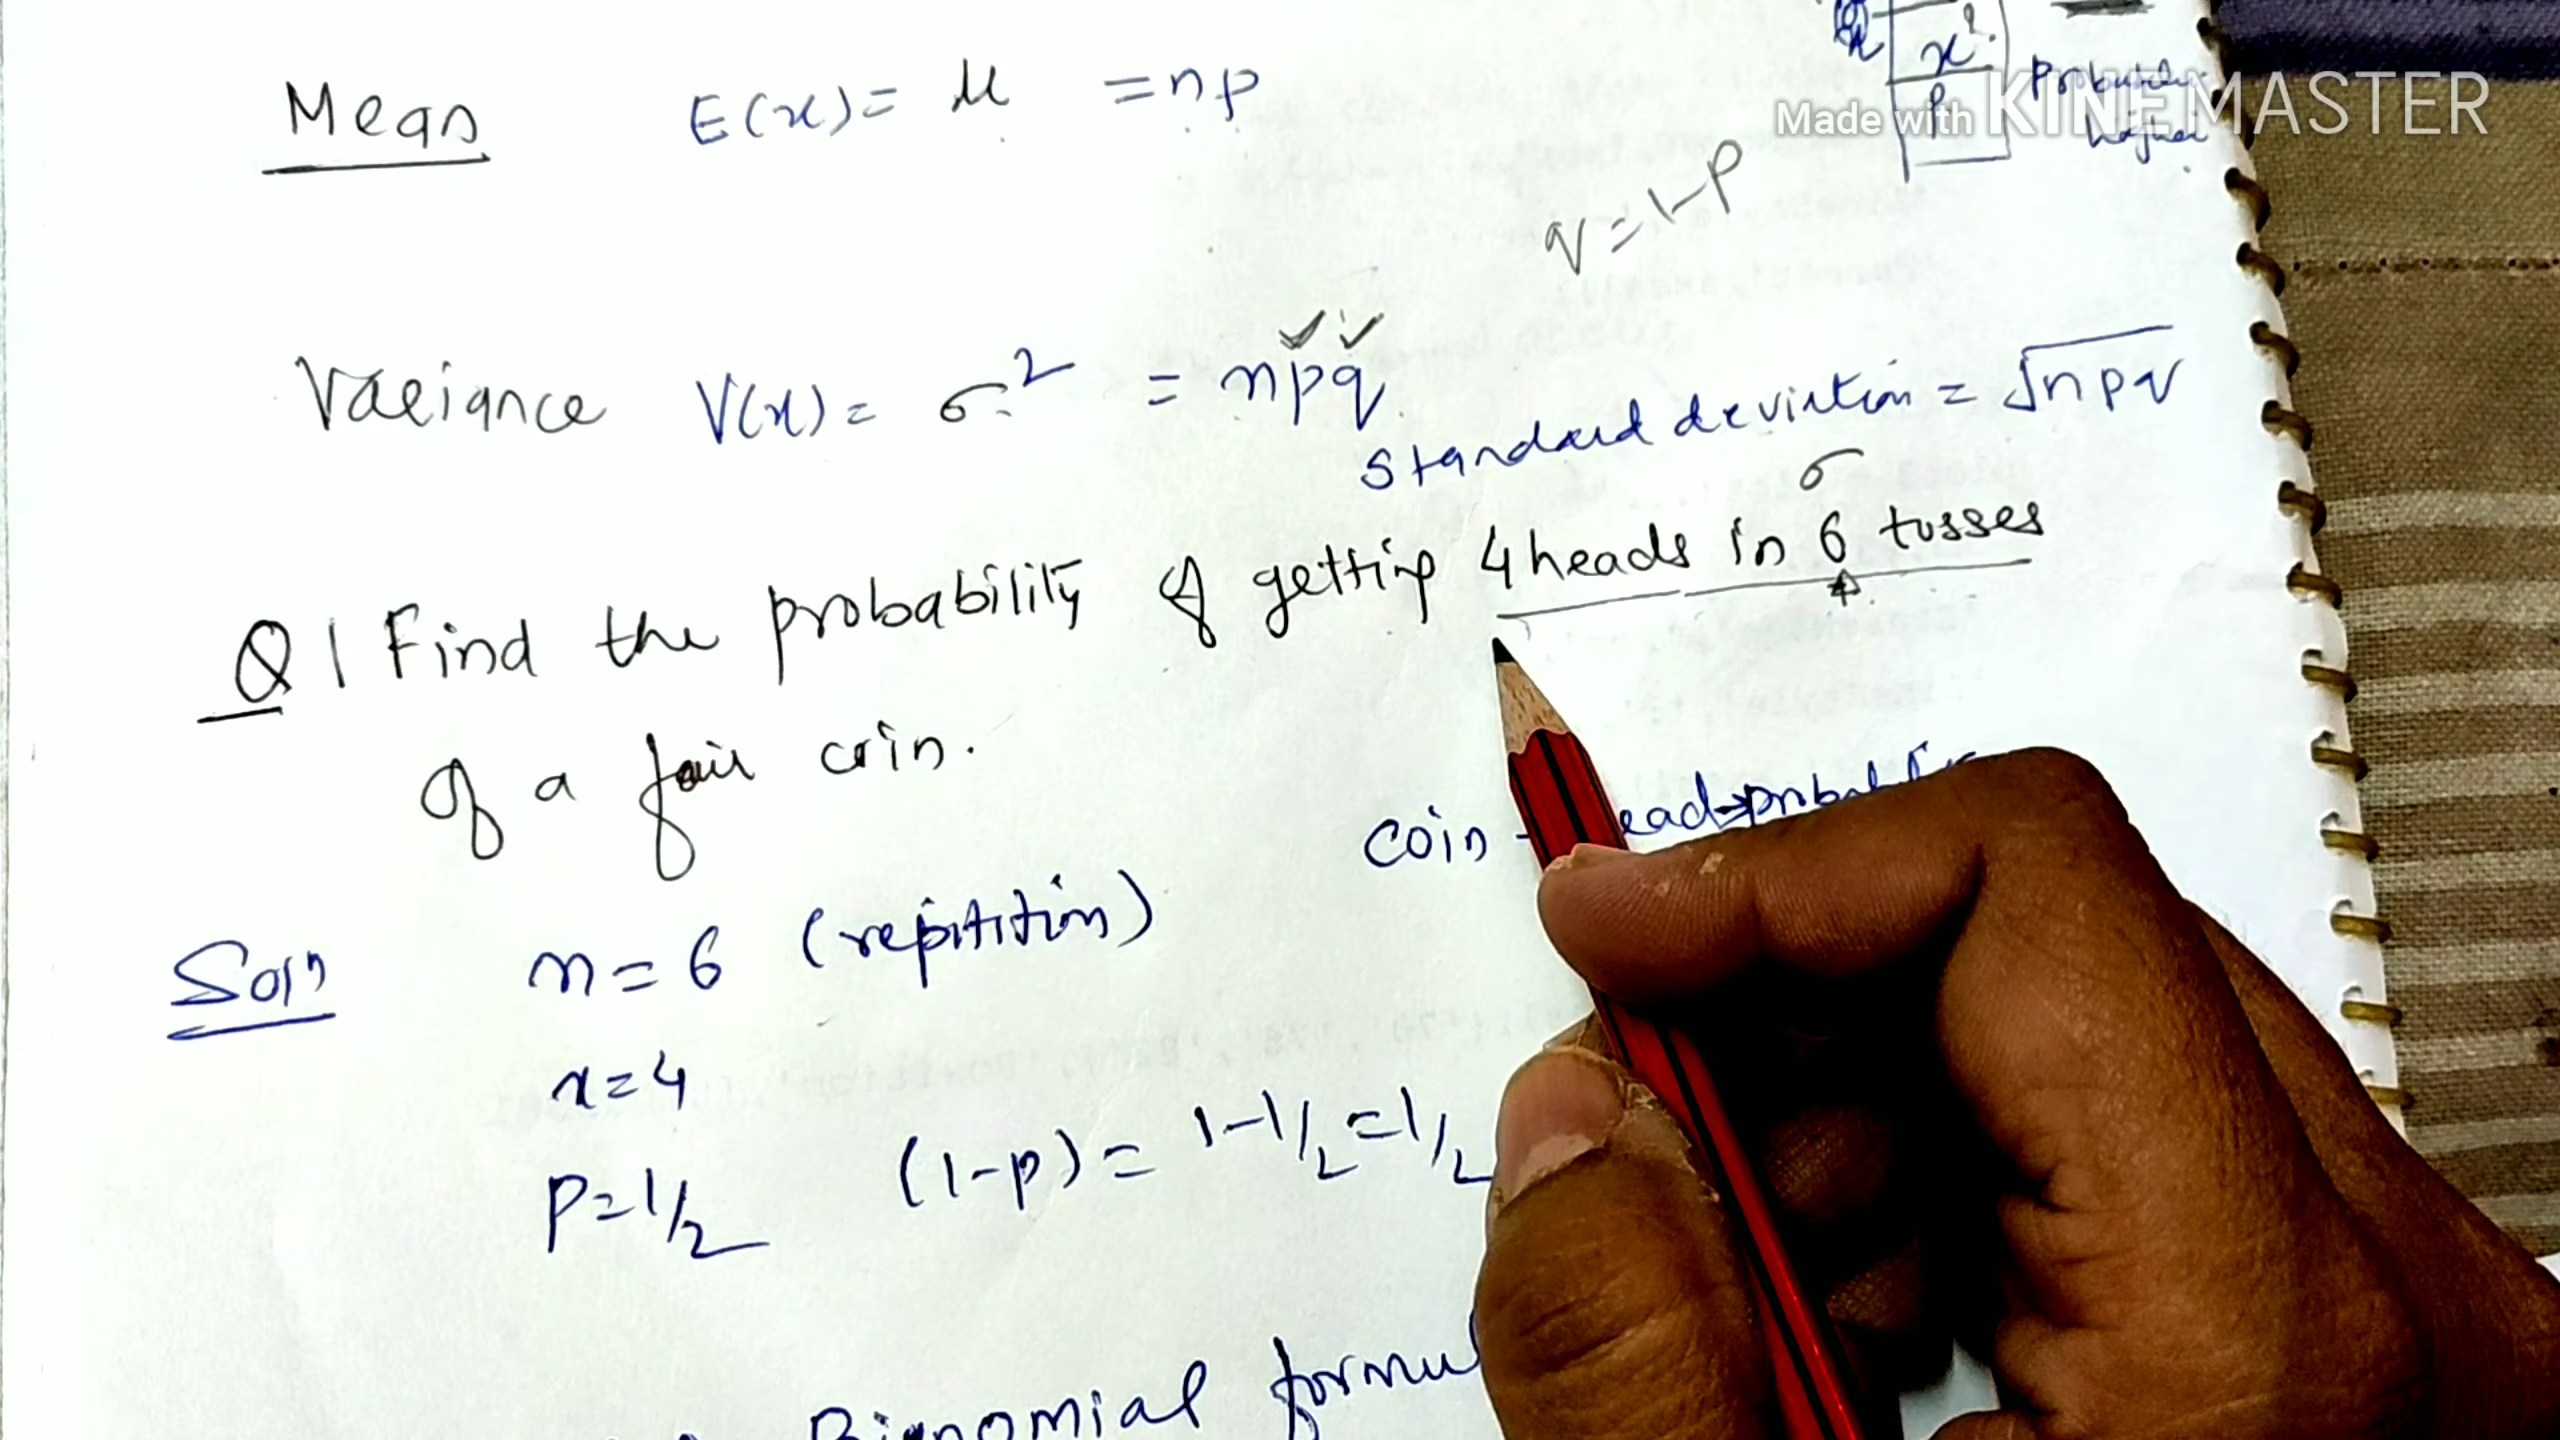 x
P
Made with KINEMASTER
Mean E(x) = μ = np
q = 1-P
Variance V(x) = σ² = npq
Standard deviation = √npq
σ
Q1 Find the probability of getting 4 heads in 6 tosses
of a fair coin.
coin
Soln n = 6 (repitition)
x = 4
P = 1/2 (1-p) = 1-1/2 = 1/2
Binomial